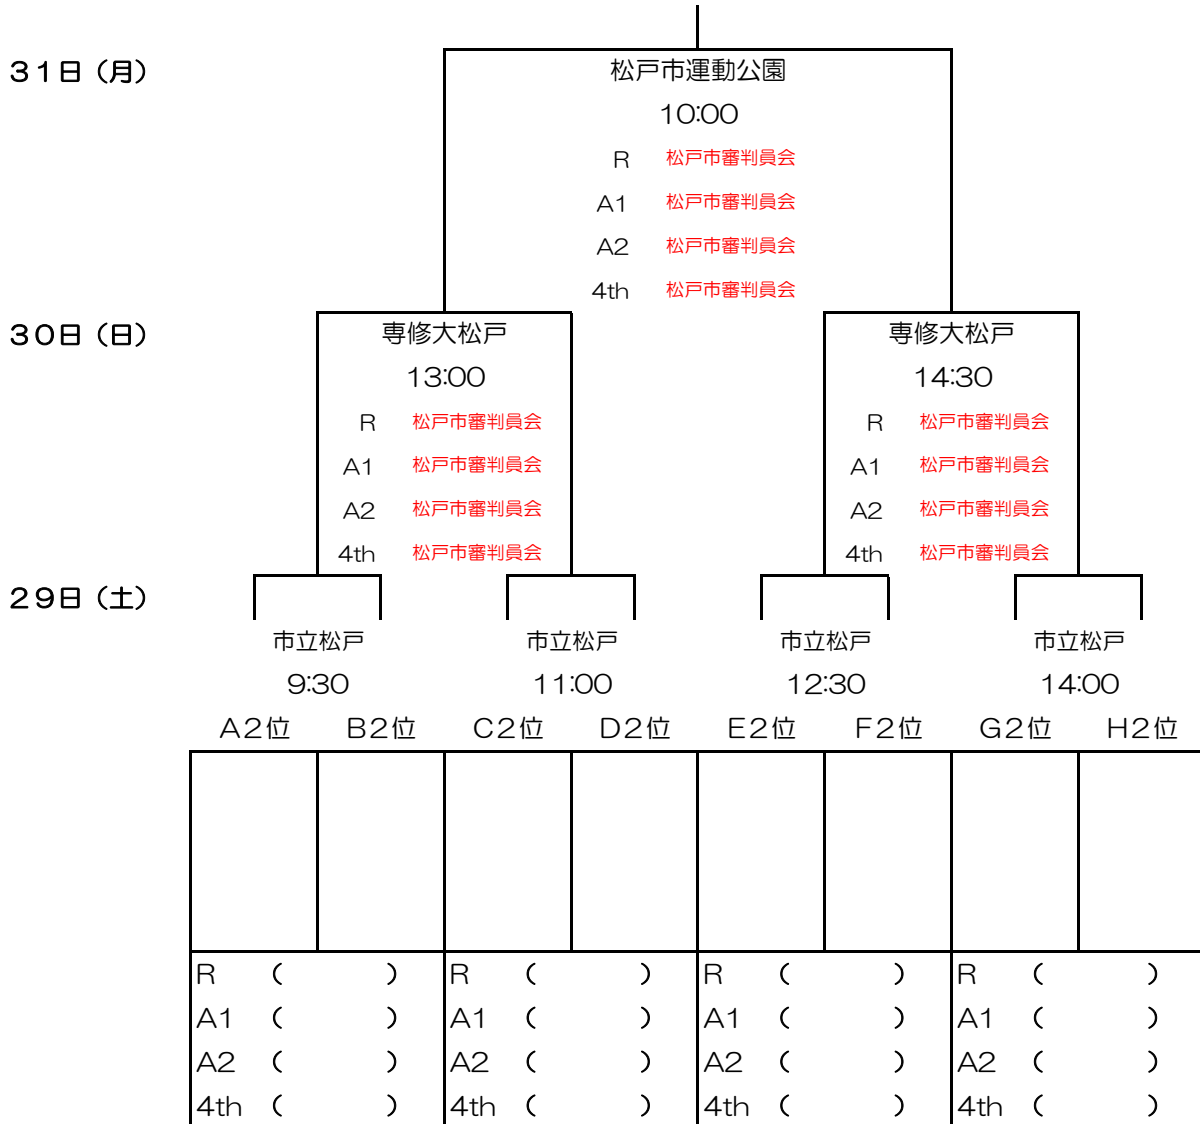 31日（月）
松戸市運動公園
10:00
R 松戸市審判員会
A1 松戸市審判員会
A2 松戸市審判員会
4th 松戸市審判員会
30日（日） 専修大松戸 専修大松戸
13:00 14:30
R 松戸市審判員会 R 松戸市審判員会
A1 松戸市審判員会 A1 松戸市審判員会
A2 松戸市審判員会 A2 松戸市審判員会
4th 松戸市審判員会 4th 松戸市審判員会
29日（土）
市立松戸 市立松戸 市立松戸 市立松戸
9:30 11:00 12:30 14:00
A2位 B2位 C2位 D2位 E2位 F2位 G2位 H2位
R ( ) R ( ) R ( ) R ( )
A1 ( ) A1 ( ) A1 ( ) A1 ( )
A2 ( ) A2 ( ) A2 ( ) A2 ( )
4th ( ) 4th ( ) 4th ( ) 4th ( )